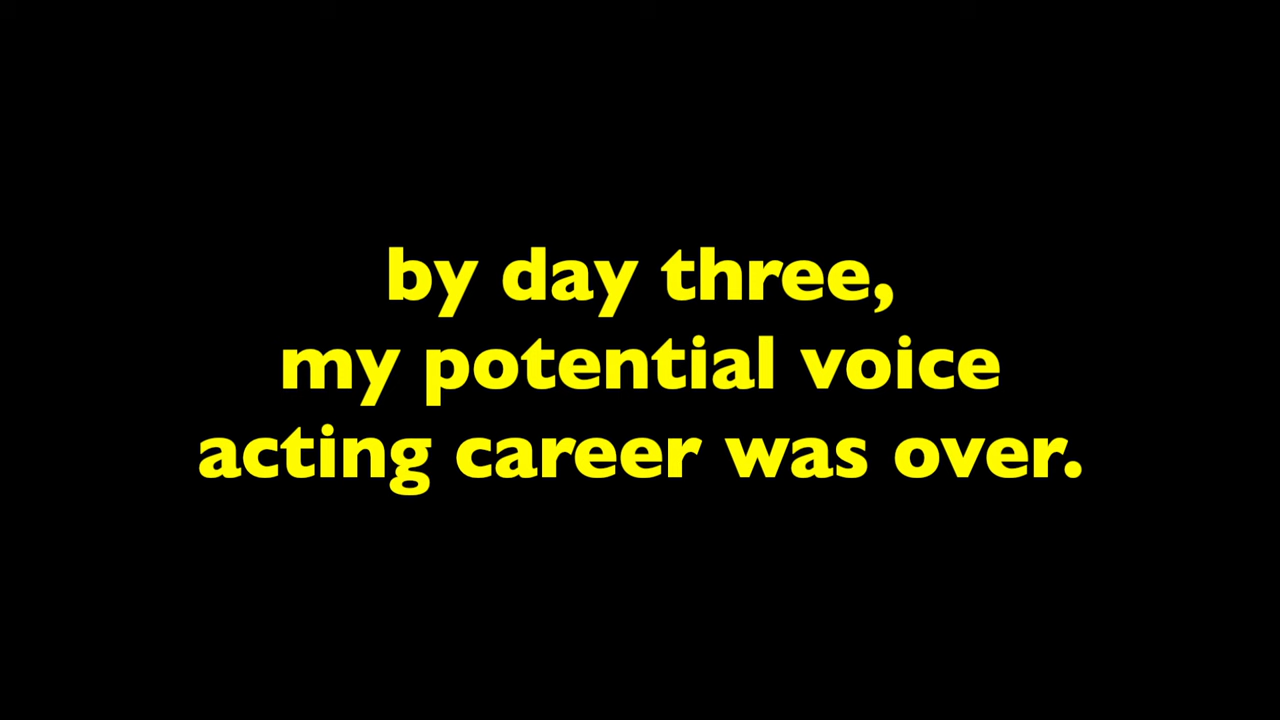 by day three,
my potential voice
acting career was over.